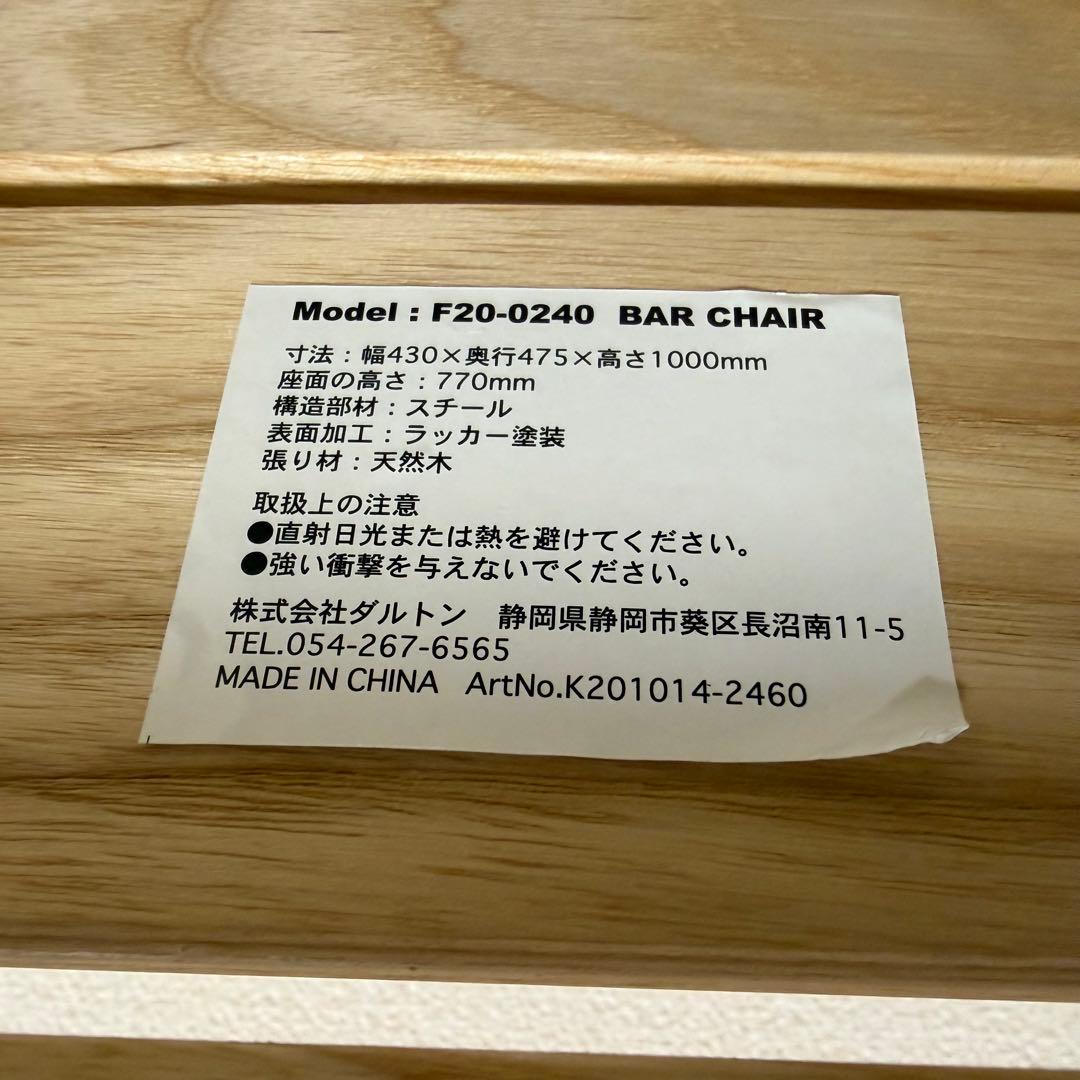 Model : F20-0240 BAR CHAIR
寸法：幅430×奥行475×高さ1000mm
座面の高さ：770mm
構造部材：スチール
表面加工：ラッカー塗装
張り材：天然木
取扱上の注意
●直射日光または熱を避けてください。
●強い衝撃を与えないでください。
株式会社ダルトン　静岡県静岡市葵区長沼南11-5
TEL.054-267-6565
MADE IN CHINA ArtNo.K201014-2460